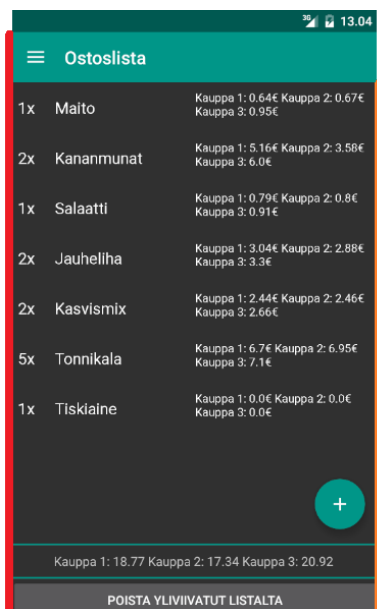 3G 13.04
Ostoslista
1x Maito Kauppa 1: 0.64€ Kauppa 2: 0.67€
Kauppa 3: 0.95€
2x Kananmunat Kauppa 1: 5.16€ Kauppa 2: 3.58€
Kauppa 3: 6.0€
1x Salaatti Kauppa 1: 0.79€ Kauppa 2: 0.8€
Kauppa 3: 0.91€
2x Jauheliha Kauppa 1: 3.04€ Kauppa 2: 2.88€
Kauppa 3: 3.3€
2x Kasvismix Kauppa 1: 2.44€ Kauppa 2: 2.46€
Kauppa 3: 2.66€
5x Tonnikala Kauppa 1: 6.7€ Kauppa 2: 6.95€
Kauppa 3: 7.1€
1x Tiskiaine Kauppa 1: 0.0€ Kauppa 2: 0.0€
Kauppa 3: 0.0€
+
Kauppa 1: 18.77 Kauppa 2: 17.34 Kauppa 3: 20.92
POISTA YLIVIIVATUT LISTALTA